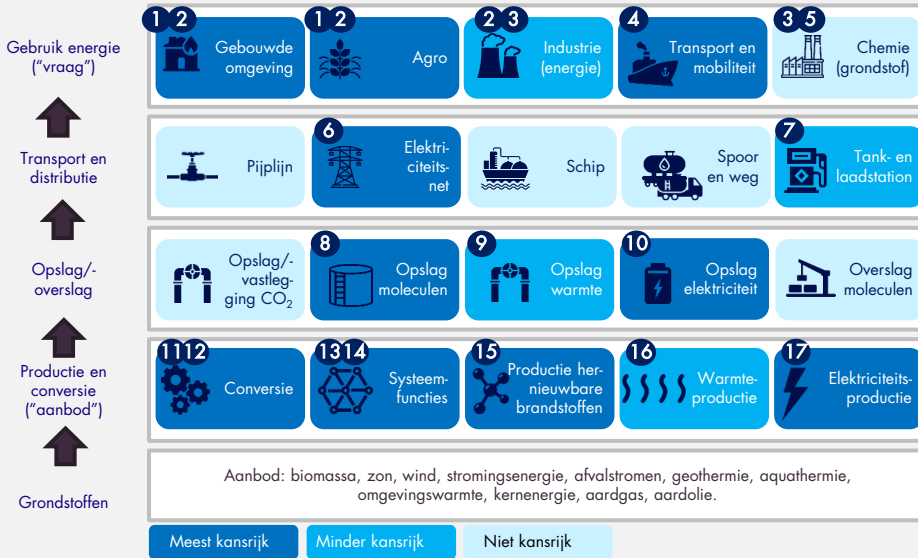 Gebruik energie
("vraag")
1 2
Gebouwde
omgeving
1 2
Agro
2 3
Industrie
(energie)
4
Transport en
mobiliteit
3 5
Chemie
(grondstof)
Transport en
distributie
Pijplijn
6
Elektri-
citeits-
net
Schip
Spoor
en weg
7
Tank- en
laadstation
Opslag/-
overslag
Opslag/-
vastleg-
gging CO₂
8
Opslag
moleculen
9
Opslag
warmte
10
Opslag
elektriciteit
Overslag
moleculen
Productie en
conversie
("aanbod")
11 12
Conversie
13 14
Systeem-
functies
15
Productie her-
nieuwbare
brandstoffen
16
Warmte-
productie
17
Elektriciteits-
productie
Grondstoffen
Aanbod: biomassa, zon, wind, stromingsenergie, afvalstromen, geothermie, aquathermie,
omgevingswarmte, kernenergie, aardgas, aardolie.
Meest kansrijk
Minder kansrijk
Niet kansrijk